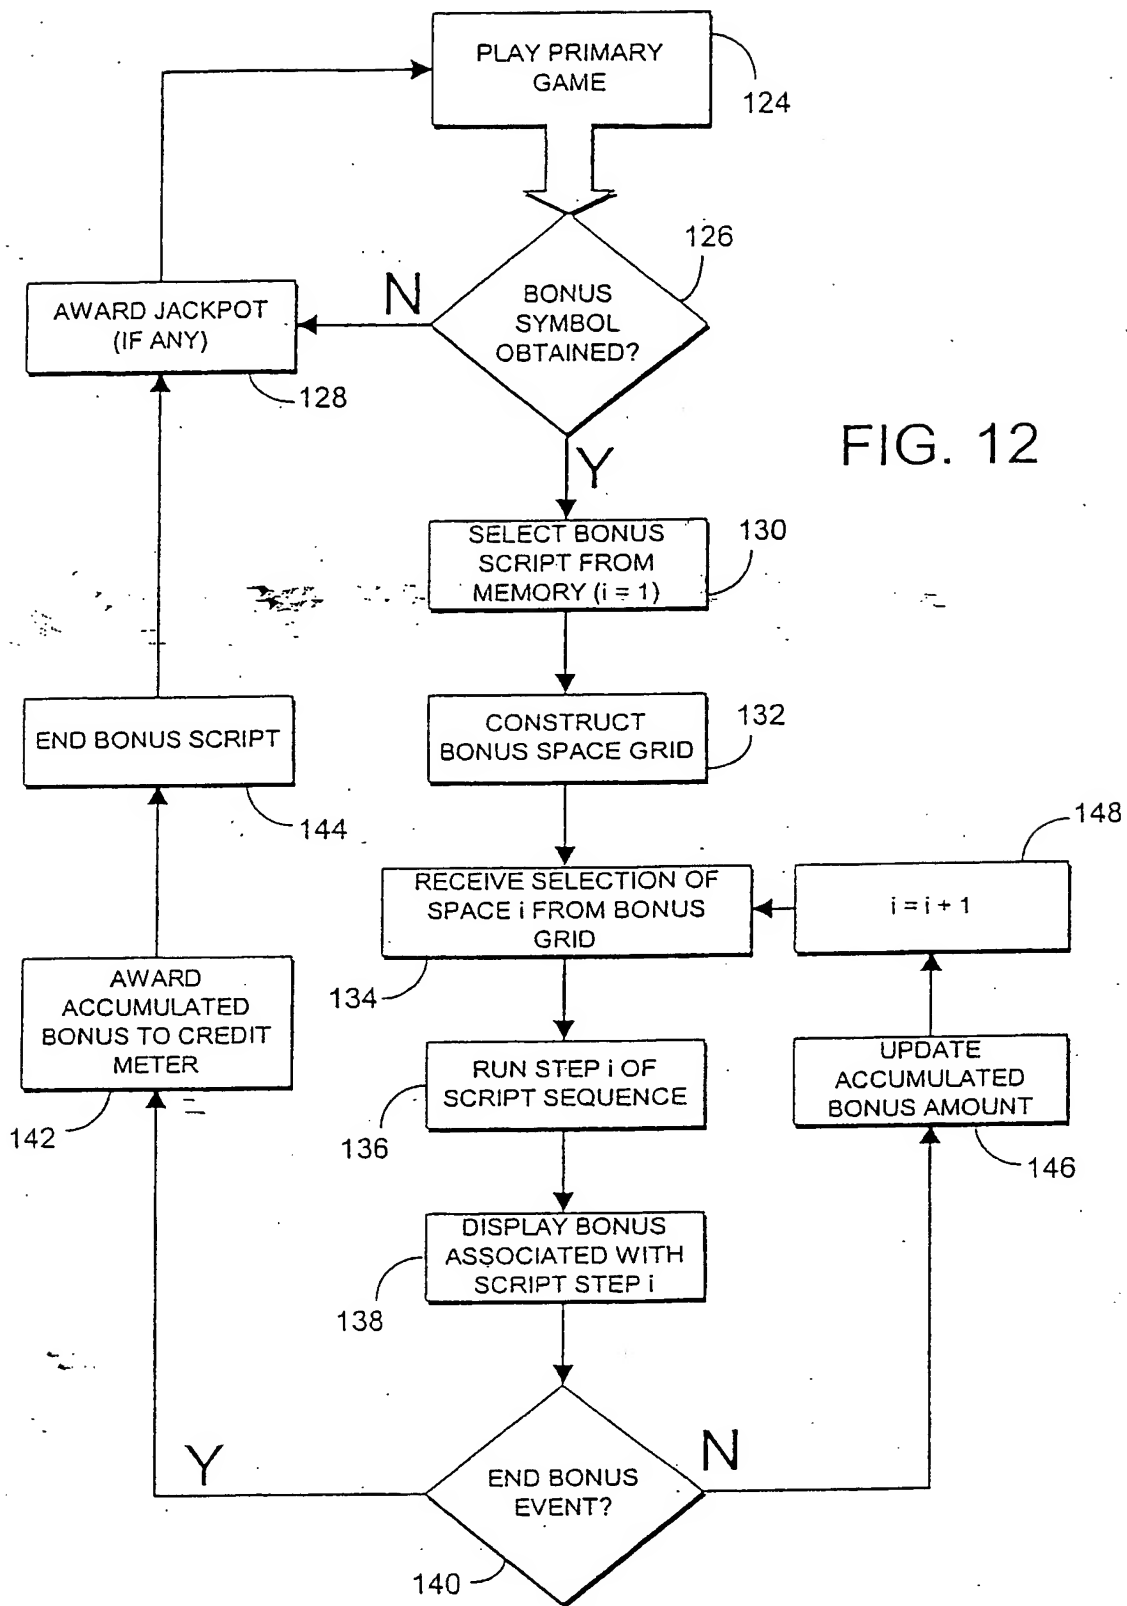 PLAY PRIMARY
GAME
124
126
BONUS
SYMBOL
OBTAINED?
N
AWARD JACKPOT
(IF ANY)
128
Y
FIG. 12
SELECT BONUS
SCRIPT FROM
MEMORY (i = 1)
130
CONSTRUCT
BONUS SPACE GRID
132
END BONUS SCRIPT
144
148
RECEIVE SELECTION OF
SPACE i FROM BONUS
GRID
134
i = i + 1
AWARD
ACCUMULATED
BONUS TO CREDIT
METER
142
RUN STEP i OF
SCRIPT SEQUENCE
136
UPDATE
ACCUMULATED
BONUS AMOUNT
146
DISPLAY BONUS
ASSOCIATED WITH
SCRIPT STEP i
138
Y
N
END BONUS
EVENT?
140